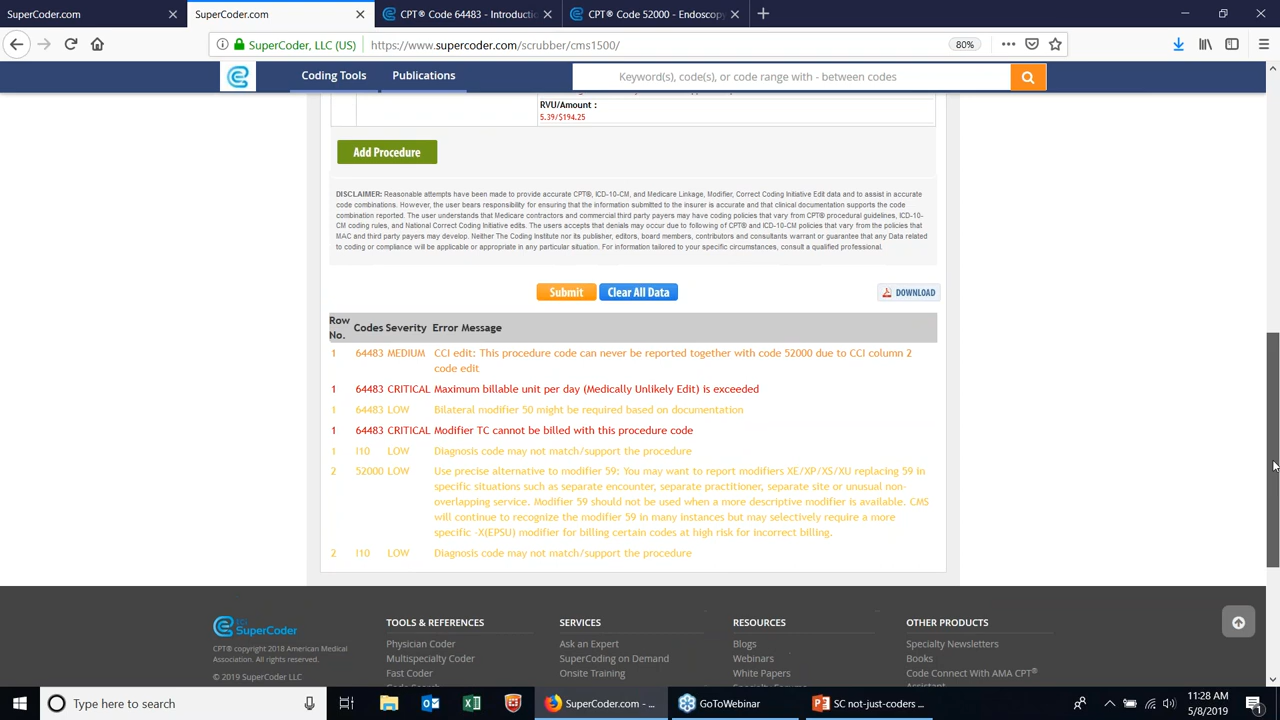 SuperCoder.com
SuperCoder.com
CPT® Code 64483 - Introductio
CPT® Code 52000 - Endoscopy
SuperCoder, LLC (US)
https://www.supercoder.com/scrubber/cms1500/
80%
Coding Tools
Publications
Keyword(s), code(s), or code range with - between codes
RVU/Amount :
5.39/$194.25
Add Procedure
DISCLAIMER: Reasonable attempts have been made to provide accurate CPT®, ICD-10-CM, and Medicare Linkage, Modifier, Correct Coding Initiative Edit data and to assist in accurate
code combinations. However, the user bears responsibility for ensuring that the information submitted to the insurer is accurate and that clinical documentation supports the code
combination reported. The user understands that Medicare contractors and commercial third party payers may have coding policies that vary from CPT® procedural guidelines, ICD-10-
CM coding rules, and National Correct Coding Initiative edits. The users accepts that denials may occur due to following of CPT® and ICD-10-CM policies that vary from the policies that
MAC and third party payers may develop. Neither The Coding Institute nor its publisher, editors, board members, contributors and consultants warrant or guarantee that any Data related
to coding or compliance will be applicable or appropriate in any particular situation. For information tailored to your specific circumstances, consult a qualified professional.
Submit
Clear All Data
DOWNLOAD
Row No. Codes Severity Error Message
1 64483 MEDIUM CCI edit: This procedure code can never be reported together with code 52000 due to CCI column 2
code edit
1 64483 CRITICAL Maximum billable unit per day (Medically Unlikely Edit) is exceeded
1 64483 LOW Bilateral modifier 50 might be required based on documentation
1 64483 CRITICAL Modifier TC cannot be billed with this procedure code
1 I10 LOW Diagnosis code may not match/support the procedure
2 52000 LOW Use precise alternative to modifier 59: You may want to report modifiers XE/XP/XS/XU replacing 59 in
specific situations such as separate encounter, separate practitioner, separate site or unusual non-
overlapping service. Modifier 59 should not be used when a more descriptive modifier is available. CMS
will continue to recognize the modifier 59 in many instances but may selectively require a more
specific -X(EPSU) modifier for billing certain codes at high risk for incorrect billing.
2 I10 LOW Diagnosis code may not match/support the procedure
SuperCoder
CPT® copyright 2018 American Medical
Association. All rights reserved.
© 2019 SuperCoder LLC
TOOLS & REFERENCES
Physician Coder
Multispecialty Coder
Fast Coder
SERVICES
Ask an Expert
SuperCoding on Demand
Onsite Training
RESOURCES
Blogs
Webinars
White Papers
OTHER PRODUCTS
Specialty Newsletters
Books
Code Connect With AMA CPT®
Type here to search
SuperCoder.com - ...
GoToWebinar
SC not-just-coders ...
11:28 AM
5/8/2019